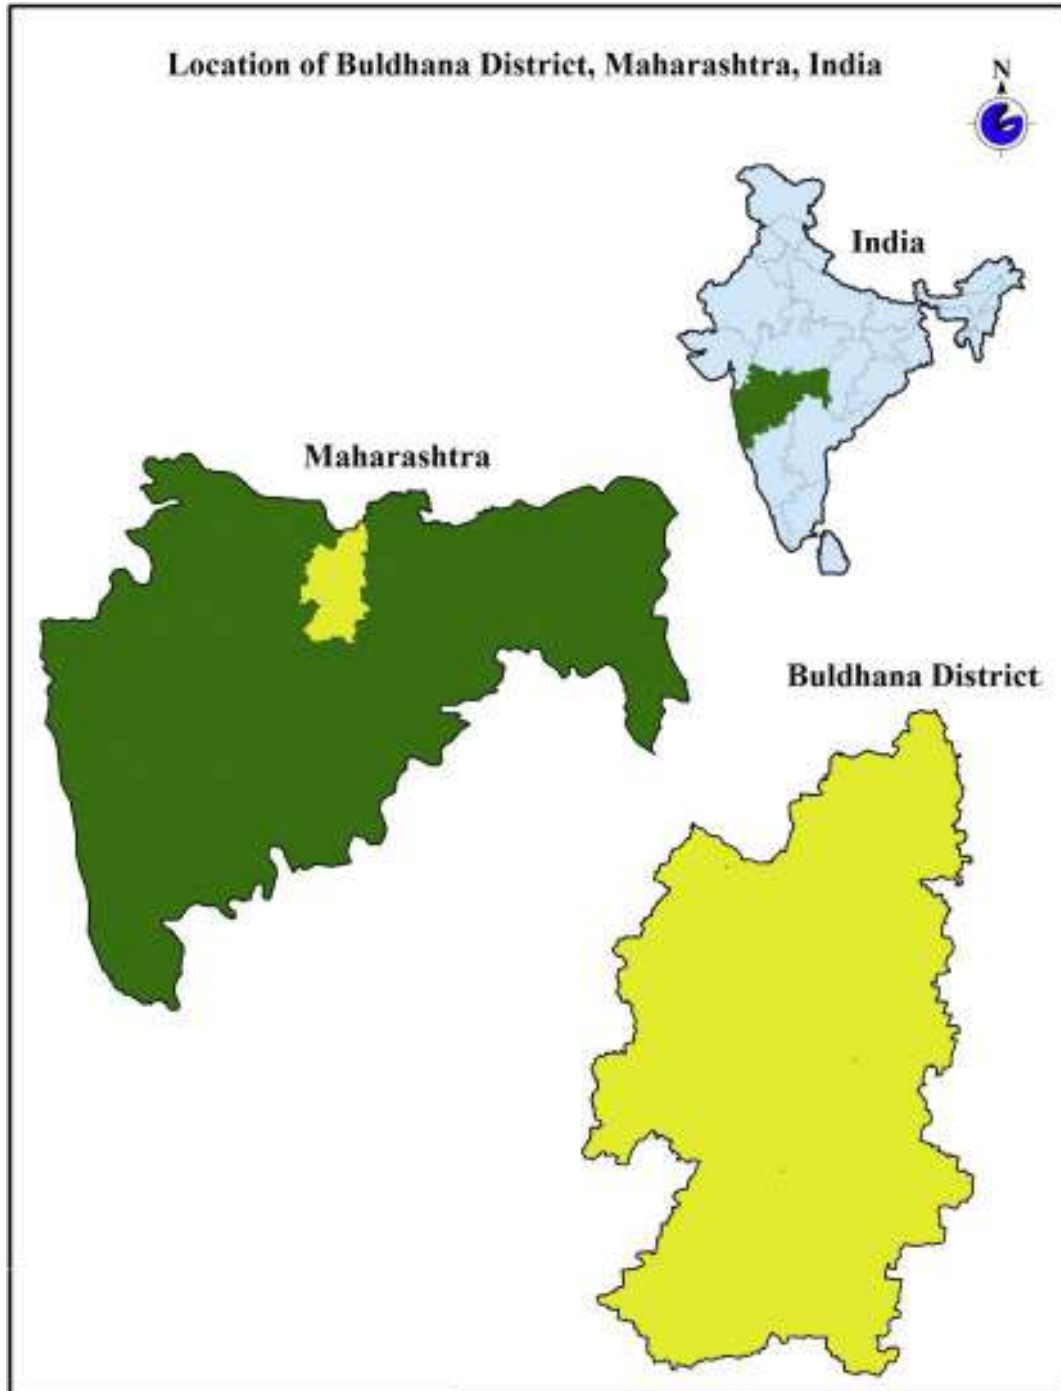 Location of Buldhana District, Maharashtra, India
N
India
Maharashtra
Buldhana District